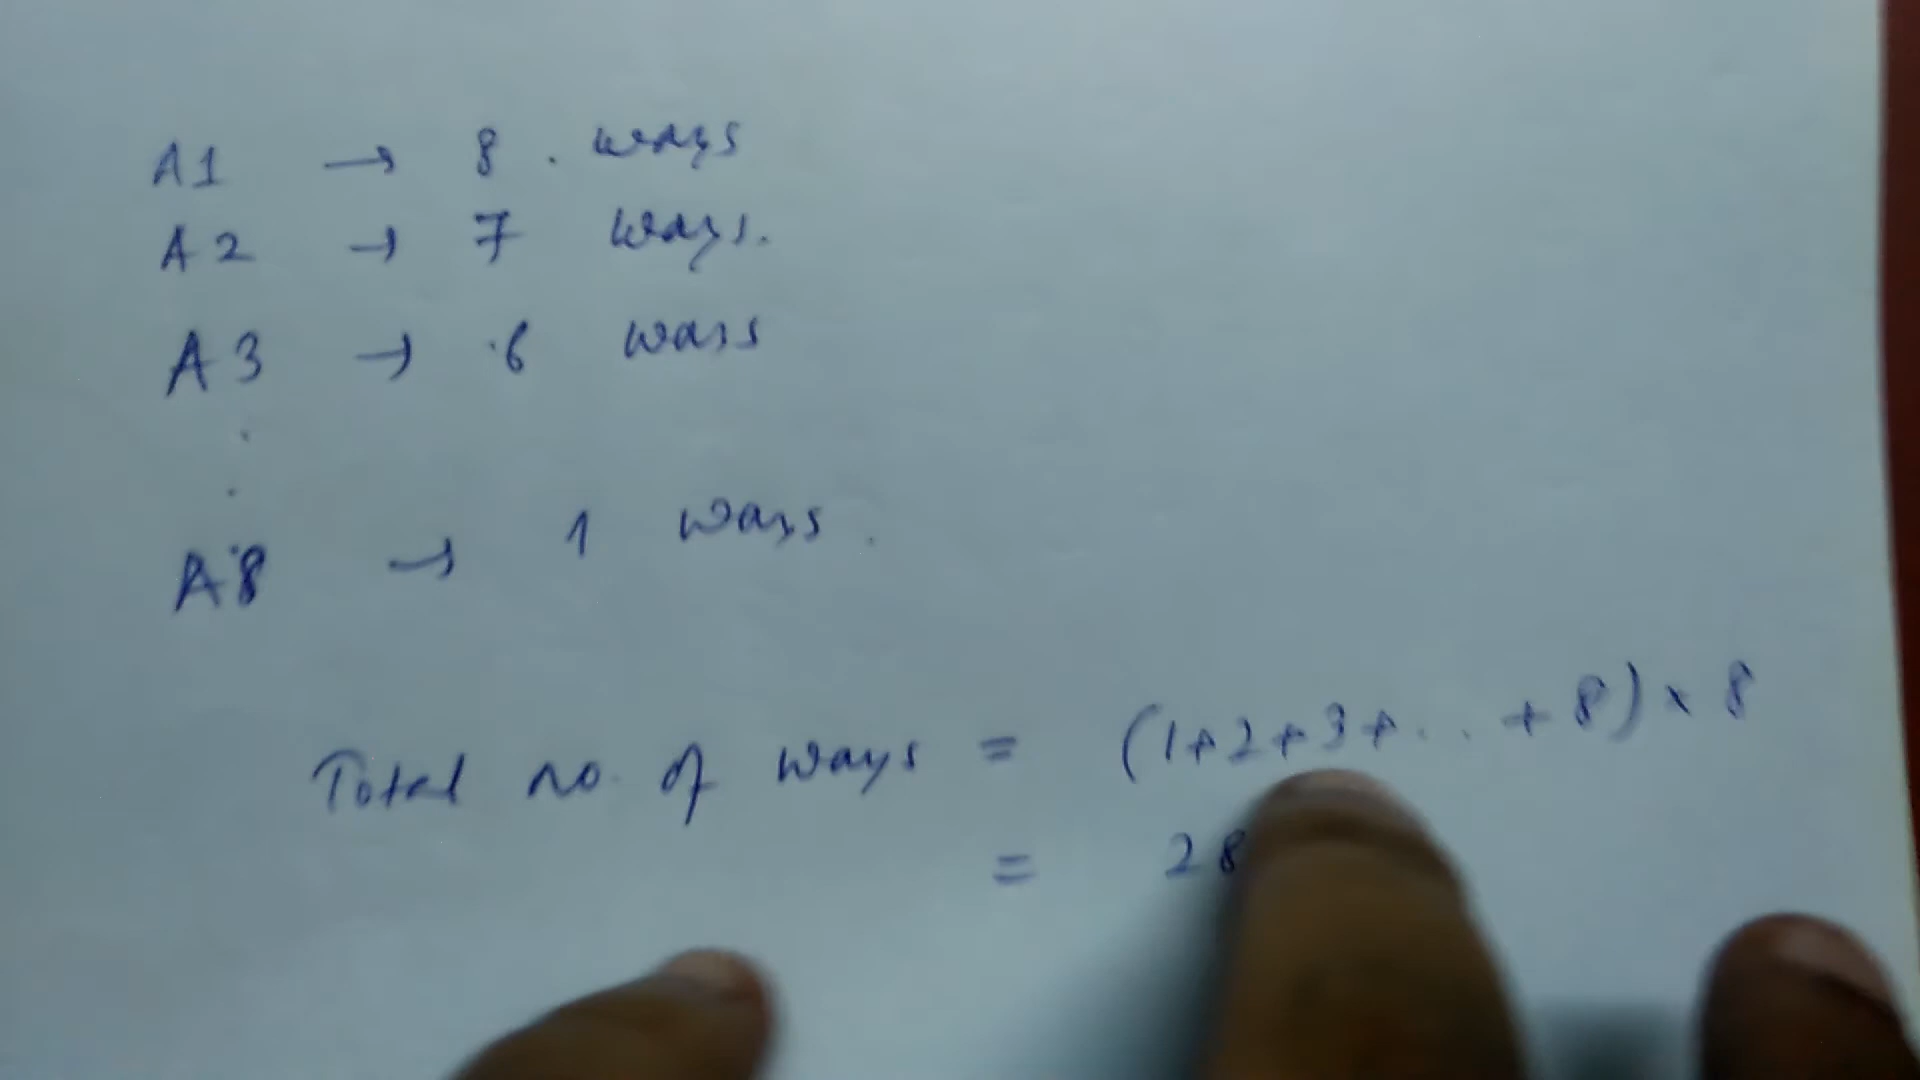 A1 → 8 ways
A2 → 7 ways.
A3 → 6 ways
.
.
A8 → 1 ways.
Total no. of ways = (1+2+3+... + 8) x 8
= 28